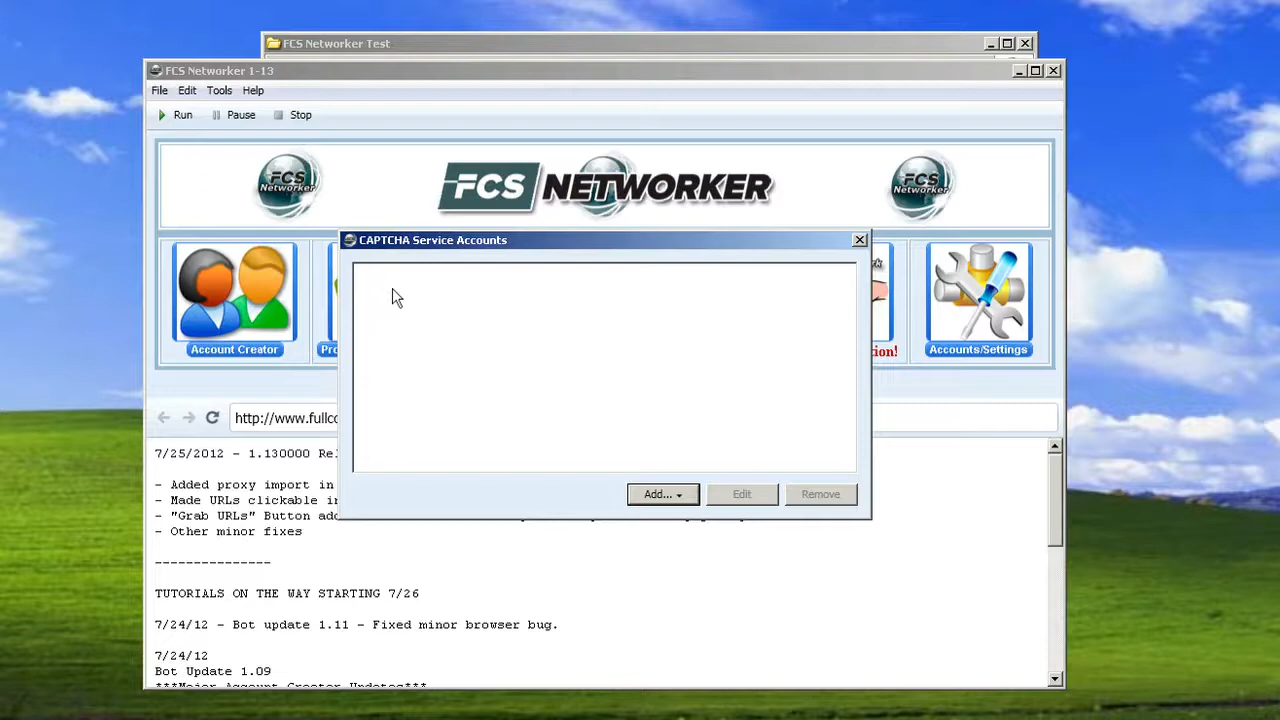 FCS Networker Test
FCS Networker 1-13
File Edit Tools Help
Run Pause Stop
FCS Networker
FCS NETWORKER
FCS Networker
CAPTCHA Service Accounts
Account Creator
Accounts/Settings
Add...
Edit
Remove
http://www.fullc
7/25/2012 - 1.130000
- Added proxy import in
- Made URLs clickable
- "Grab URLs" Button
- Other minor fixes
---------------
TUTORIALS ON THE WAY STARTING 7/26
7/24/12 - Bot update 1.11 - Fixed minor browser bug.
7/24/12
Bot Update 1.09
***Major Account Creator Updates***